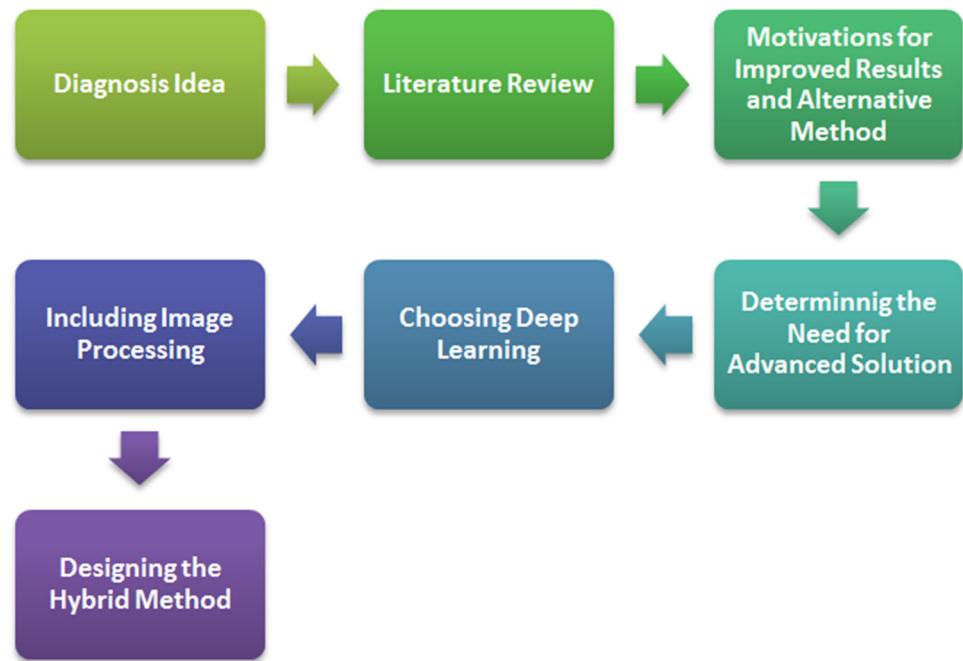 Diagnosis Idea
Literature Review
Motivations for
Improved Results
and Alternative
Method
Determinnig the
Need for
Advanced Solution
Choosing Deep
Learning
Including Image
Processing
Designing the
Hybrid Method